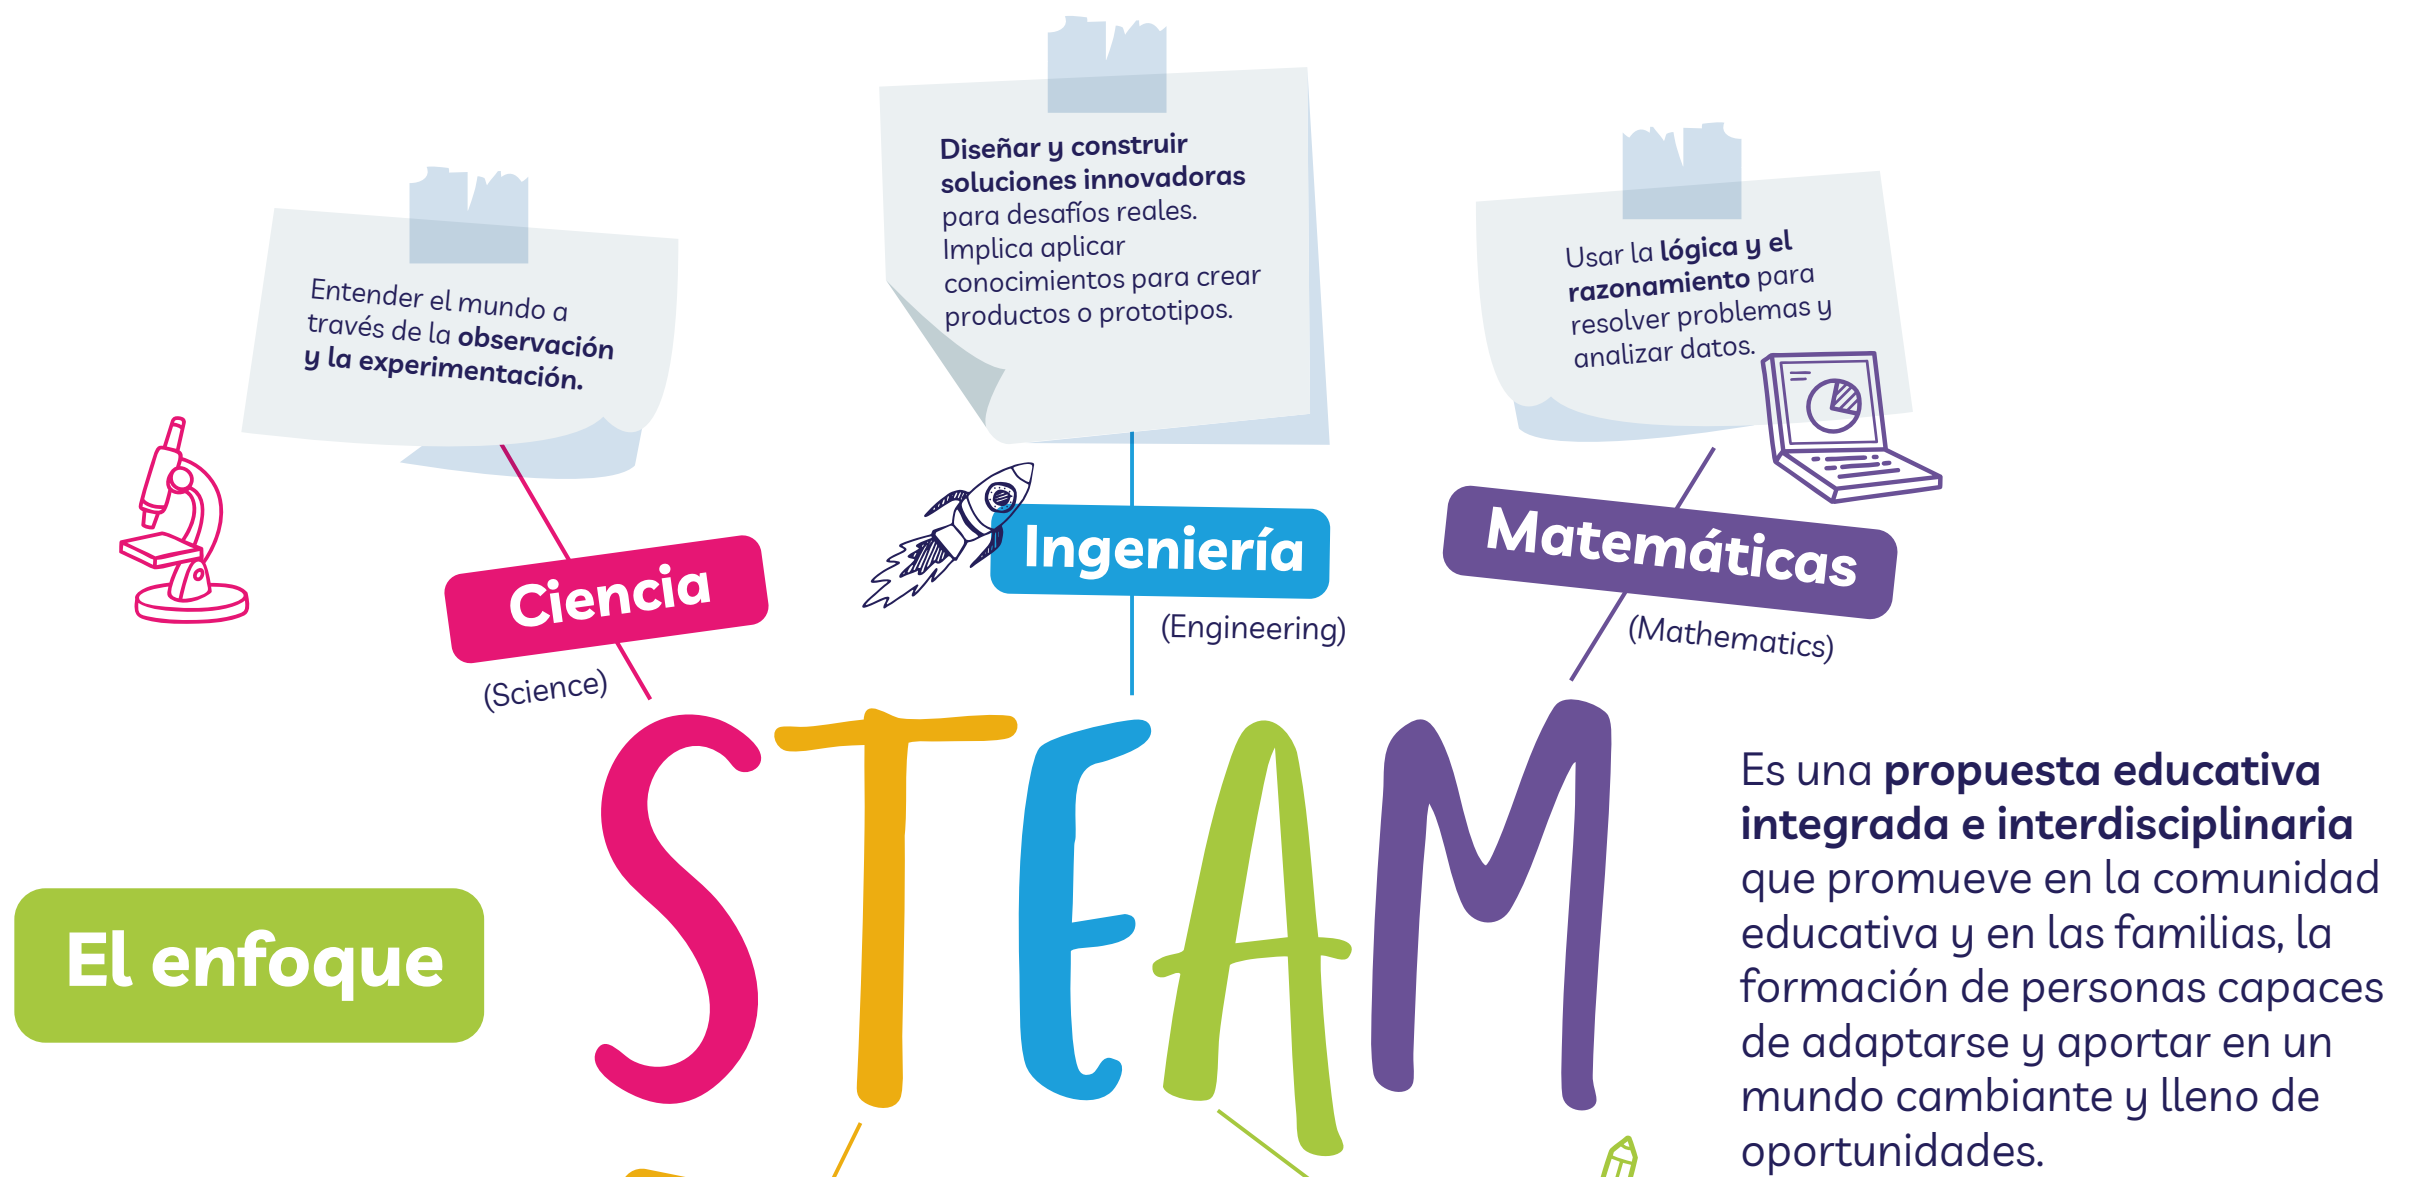 Diseñar y construir
soluciones innovadoras
para desafíos reales.
Implica aplicar
conocimientos para crear
productos o prototipos.
Usar la lógica y el
razonamiento para
resolver problemas y
analizar datos.
Entender el mundo a
través de la observación
y la experimentación.
Ciencia
(Science)
Ingeniería
(Engineering)
Matemáticas
(Mathematics)
El enfoque
STEAM
Es una propuesta educativa
integrada e interdisciplinaria
que promueve en la comunidad
educativa y en las familias, la
formación de personas capaces
de adaptarse y aportar en un
mundo cambiante y lleno de
oportunidades.